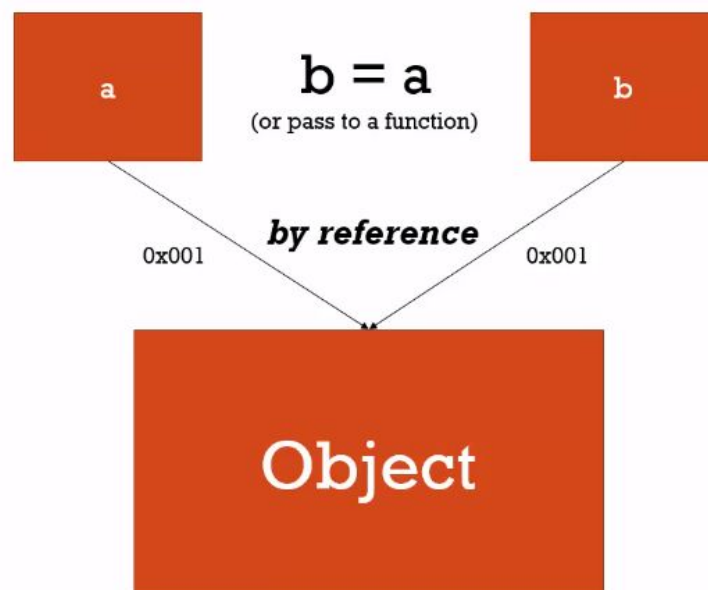 a
b = a
b
(or pass to a function)
by reference
0x001
0x001
Object